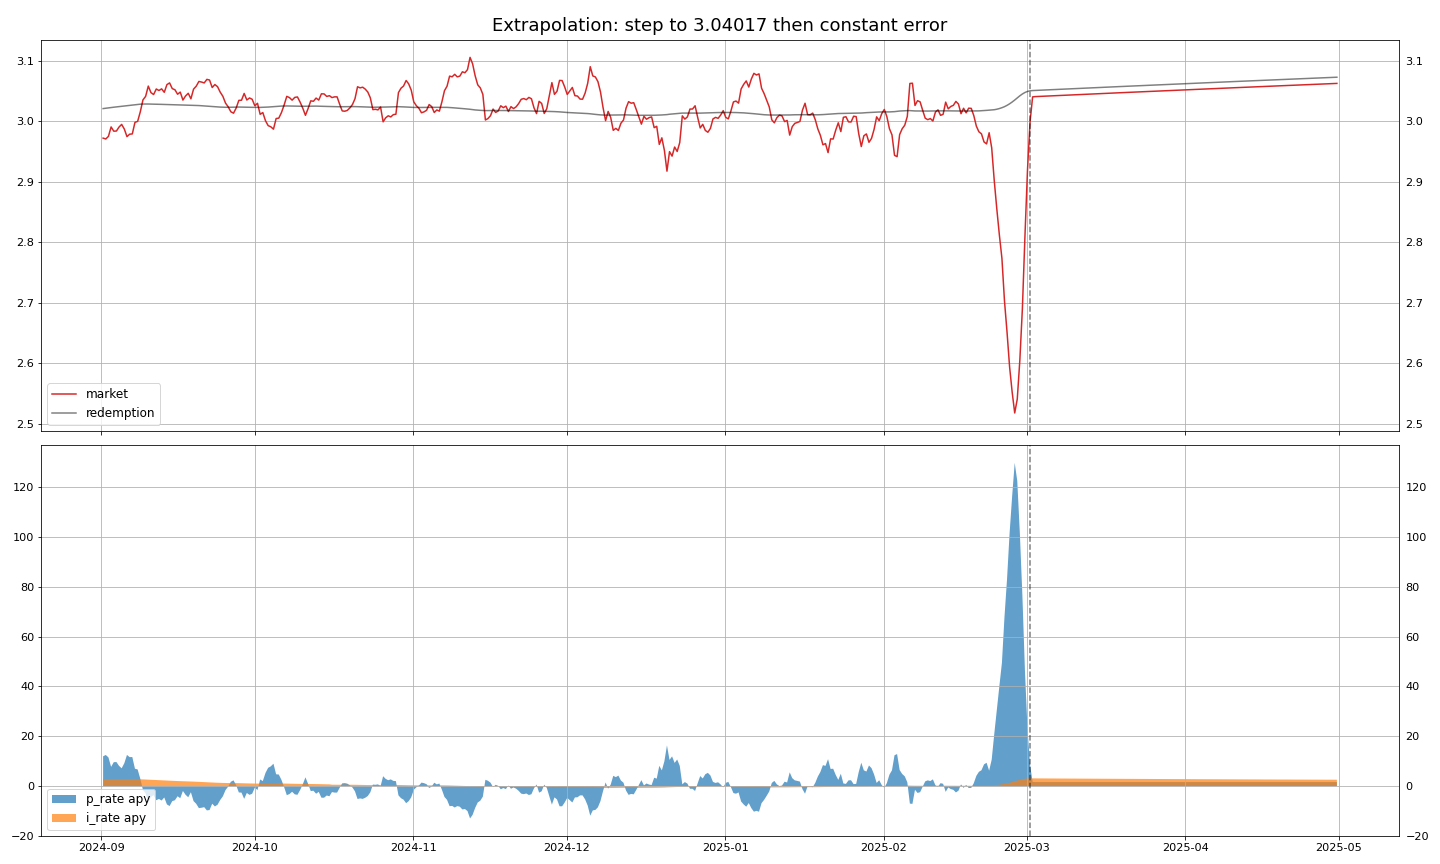 Extrapolation: step to 3.04017 then constant error
3.1 3.1
3.0 3.0
2.9 2.9
2.8 2.8
2.7 2.7
2.6 2.6
2.5 2.5
market
redemption
120 120
100 100
80 80
60 60
40 40
20 20
0 0
−20 −20
p_rate apy
i_rate apy
2024-09 2024-10 2024-11 2024-12 2025-01 2025-02 2025-03 2025-04 2025-05